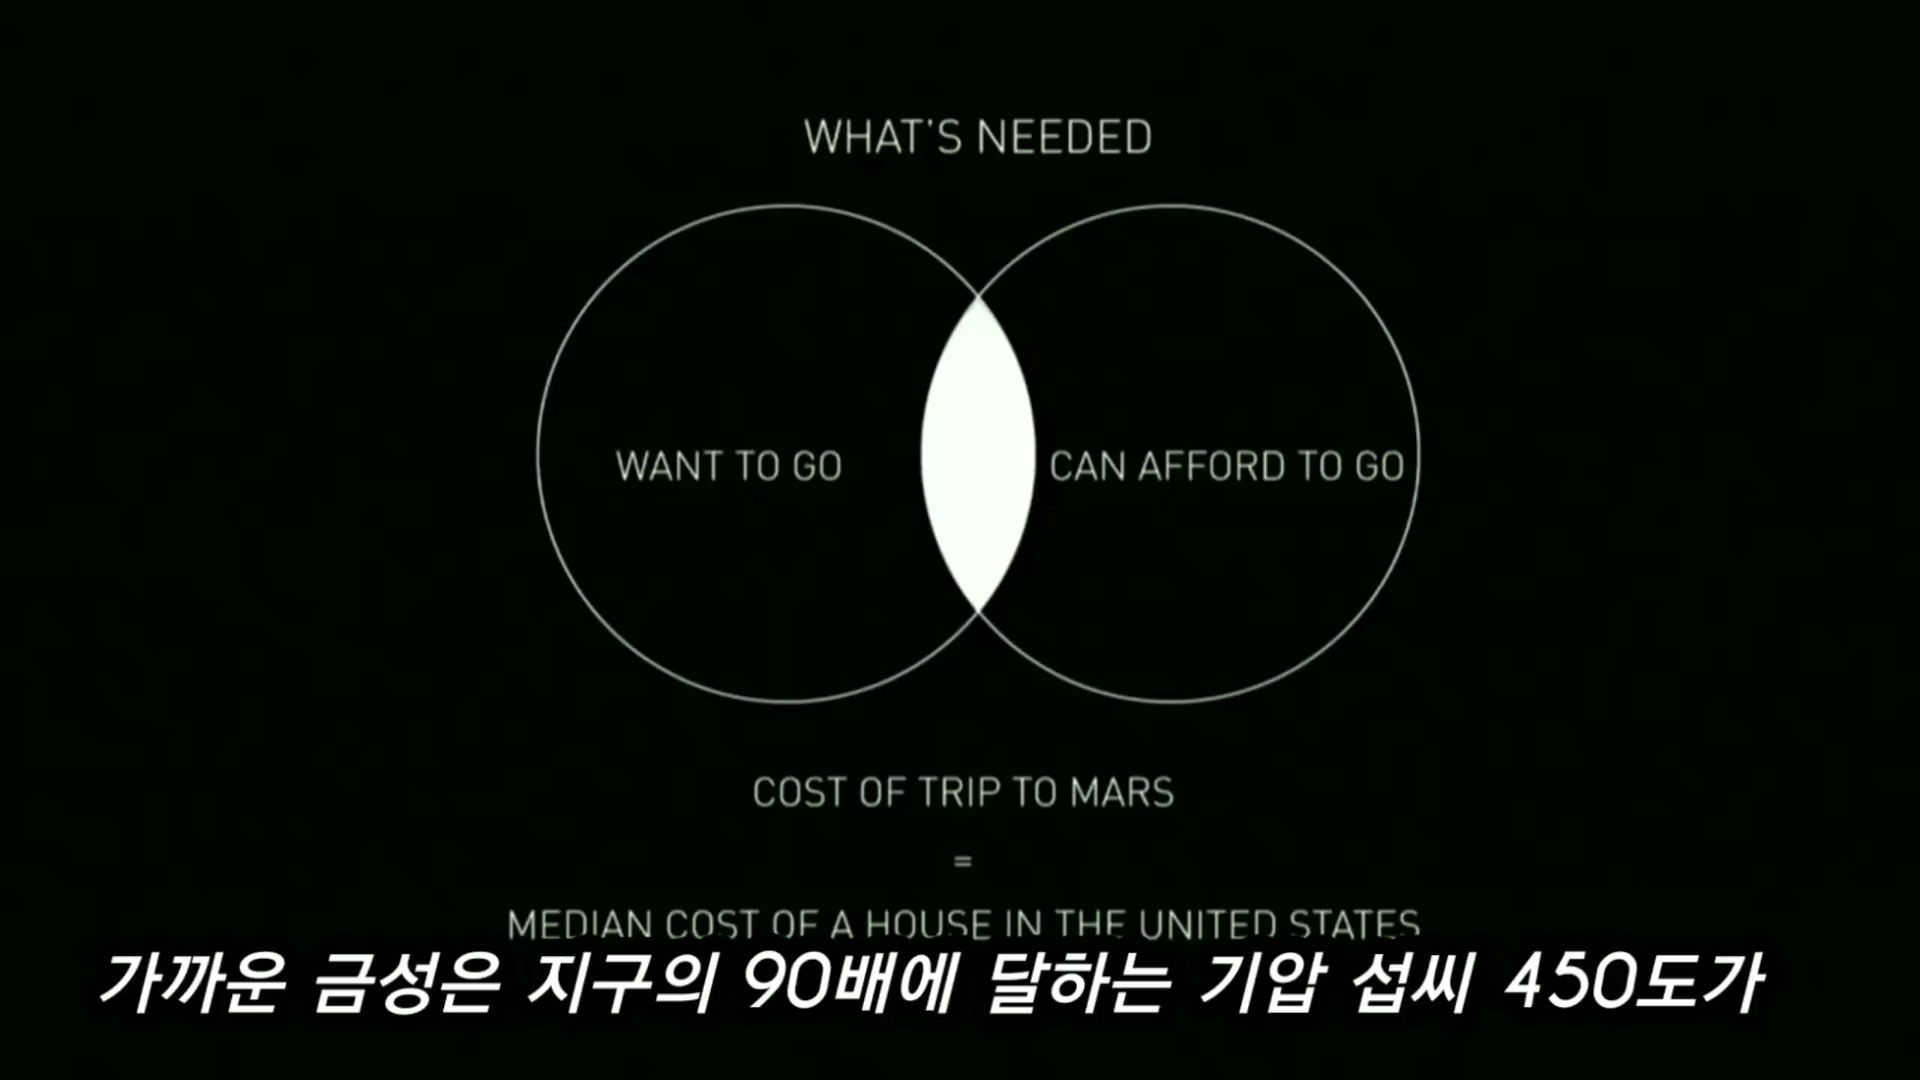 WHAT'S NEEDED
WANT TO GO
CAN AFFORD TO GO
COST OF TRIP TO MARS
=
MEDIAN COST OF A HOUSE IN THE UNITED STATES
가까운 금성은 지구의 90배에 달하는 기압 섭씨 450도가